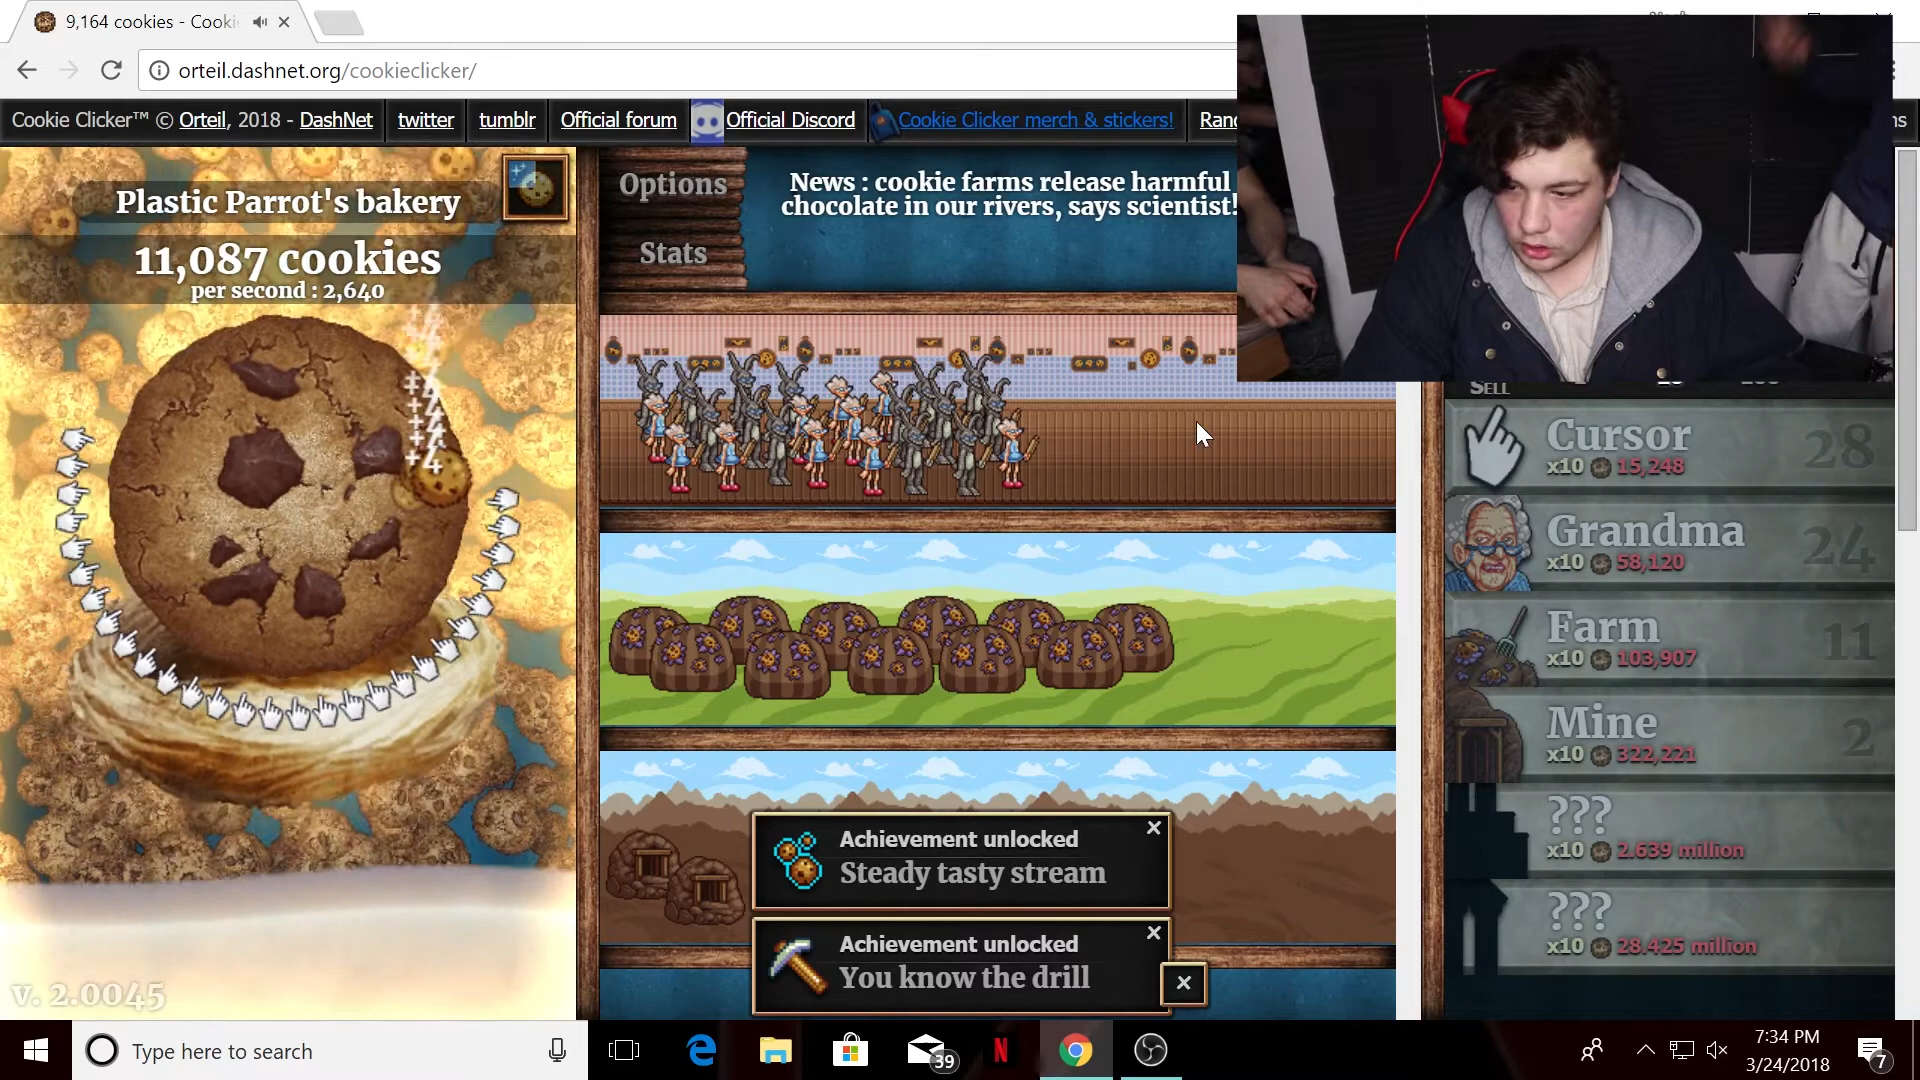 9,164 cookies - Cooki
orteil.dashnet.org/cookieclicker/
Cookie Clicker™ © Orteil, 2018 - DashNet
twitter
tumblr
Official forum
Official Discord
Cookie Clicker merch & stickers!
Ran
ns
Plastic Parrot's bakery
11,087 cookies
per second : 2,640
+4
v. 2.0045
Options
Stats
News : cookie farms release harmful
chocolate in our rivers, says scientist!
Achievement unlocked
Steady tasty stream
Achievement unlocked
You know the drill
Sell
Cursor
x10 15,248
28
Grandma
x10 58,120
24
Farm
x10 103,907
11
Mine
x10 322,221
2
???
x10 2.639 million
???
x10 28.425 million
Type here to search
39
7:34 PM
3/24/2018
7